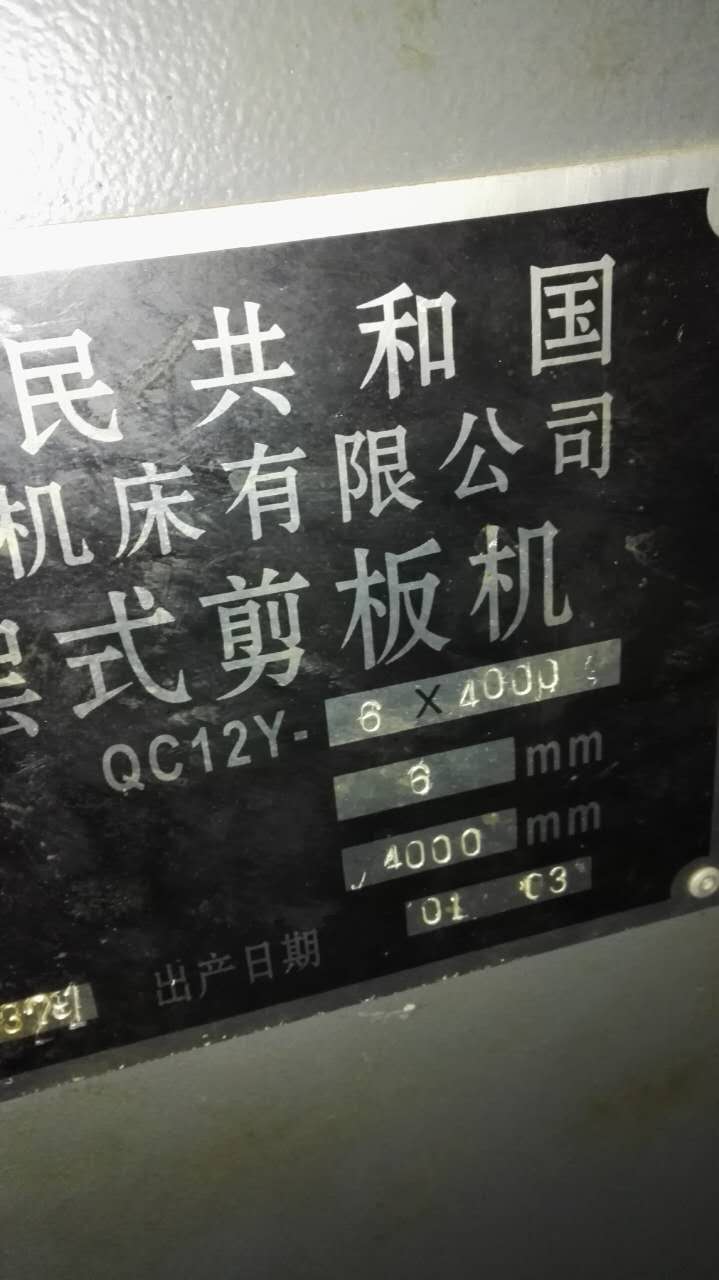 民共和国
机床有限公司
式剪板机
QC12Y- 6×4000
6 mm
4000 mm
01 03
出产日期